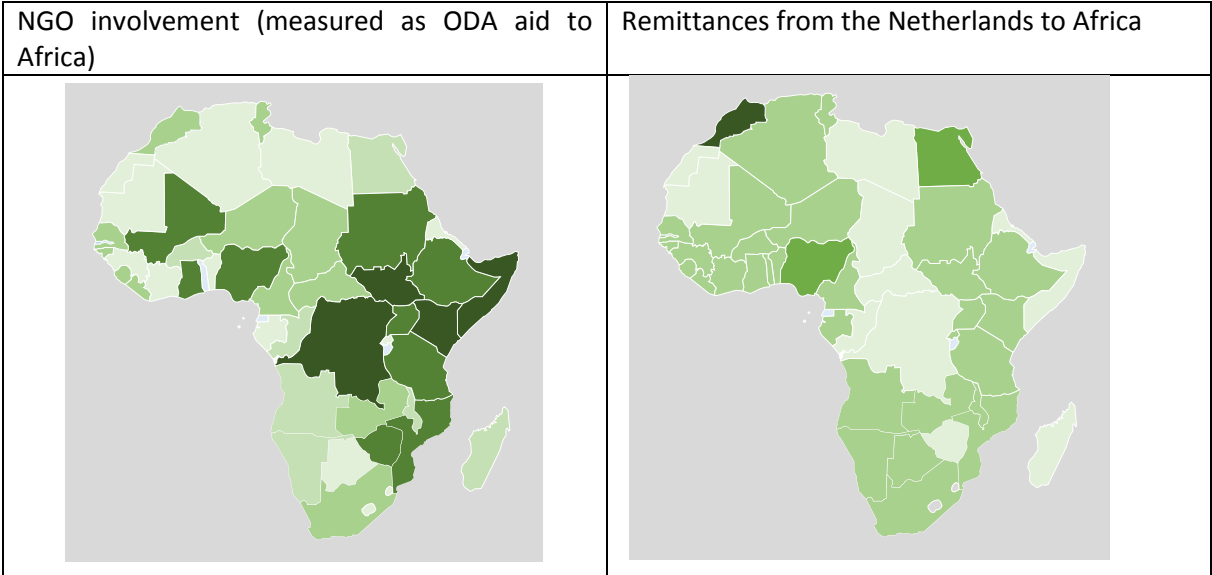 NGO involvement (measured as ODA aid to
Africa)
Remittances from the Netherlands to Africa